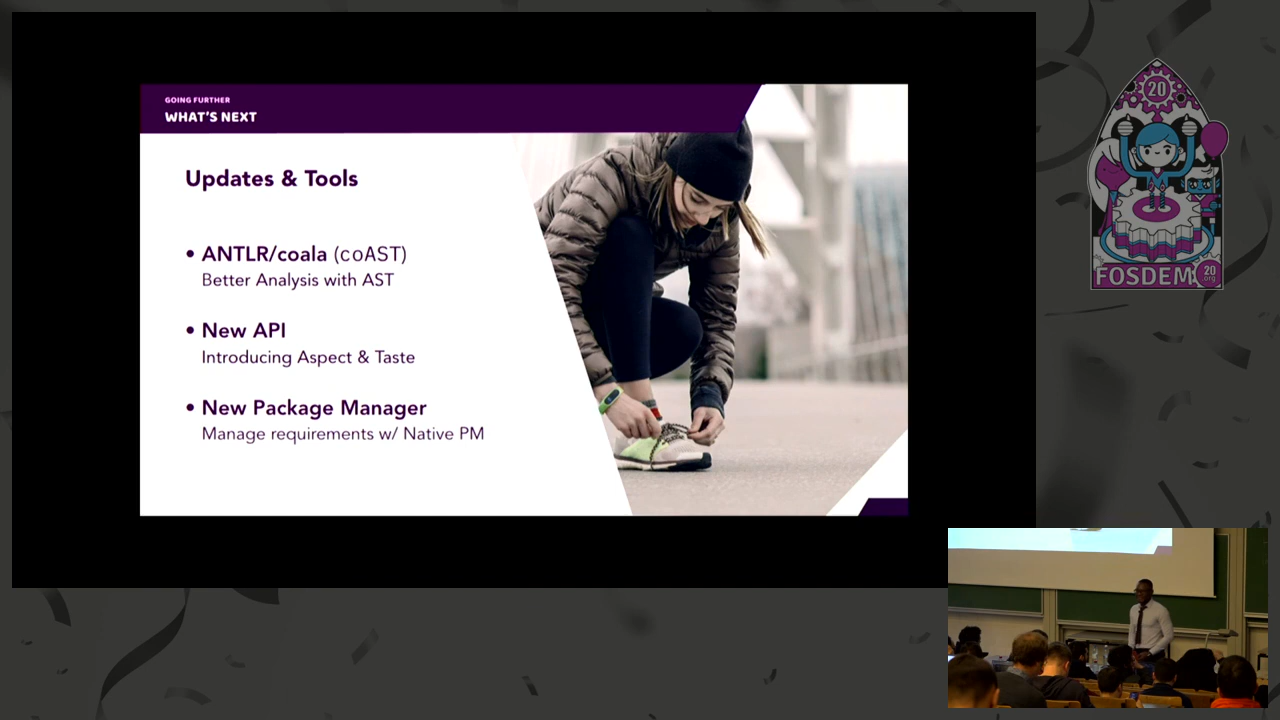 GOING FURTHER
WHAT'S NEXT
Updates & Tools
• ANTLR/coala (coAST)
Better Analysis with AST
• New API
Introducing Aspect & Taste
• New Package Manager
Manage requirements w/ Native PM
20
FOSDEM
20
.org